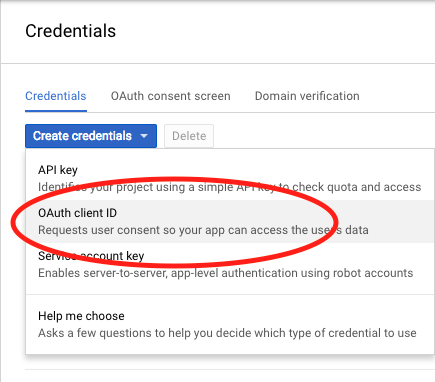 Credentials
Credentials OAuth consent screen Domain verification
Create credentials Delete
API key
Identifies your project using a simple API key to check quota and access
OAuth client ID
Requests user consent so your app can access the user's data
Service account key
Enables server-to-server, app-level authentication using robot accounts
Help me choose
Asks a few questions to help you decide which type of credential to use